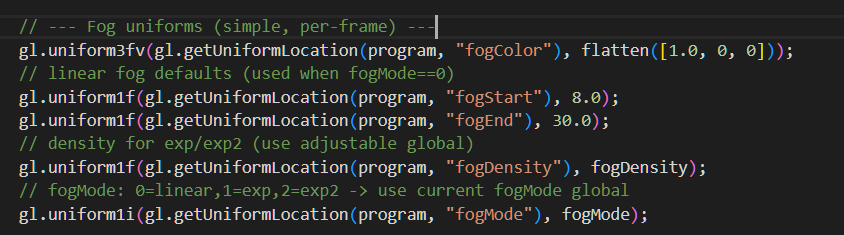 // --- Fog uniforms (simple, per-frame) ---
gl.uniform3fv(gl.getUniformLocation(program, "fogColor"), flatten([1.0, 0, 0]));
// linear fog defaults (used when fogMode==0)
gl.uniform1f(gl.getUniformLocation(program, "fogStart"), 8.0);
gl.uniform1f(gl.getUniformLocation(program, "fogEnd"), 30.0);
// density for exp/exp2 (use adjustable global)
gl.uniform1f(gl.getUniformLocation(program, "fogDensity"), fogDensity);
// fogMode: 0=linear,1=exp,2=exp2 -> use current fogMode global
gl.uniform1i(gl.getUniformLocation(program, "fogMode"), fogMode);